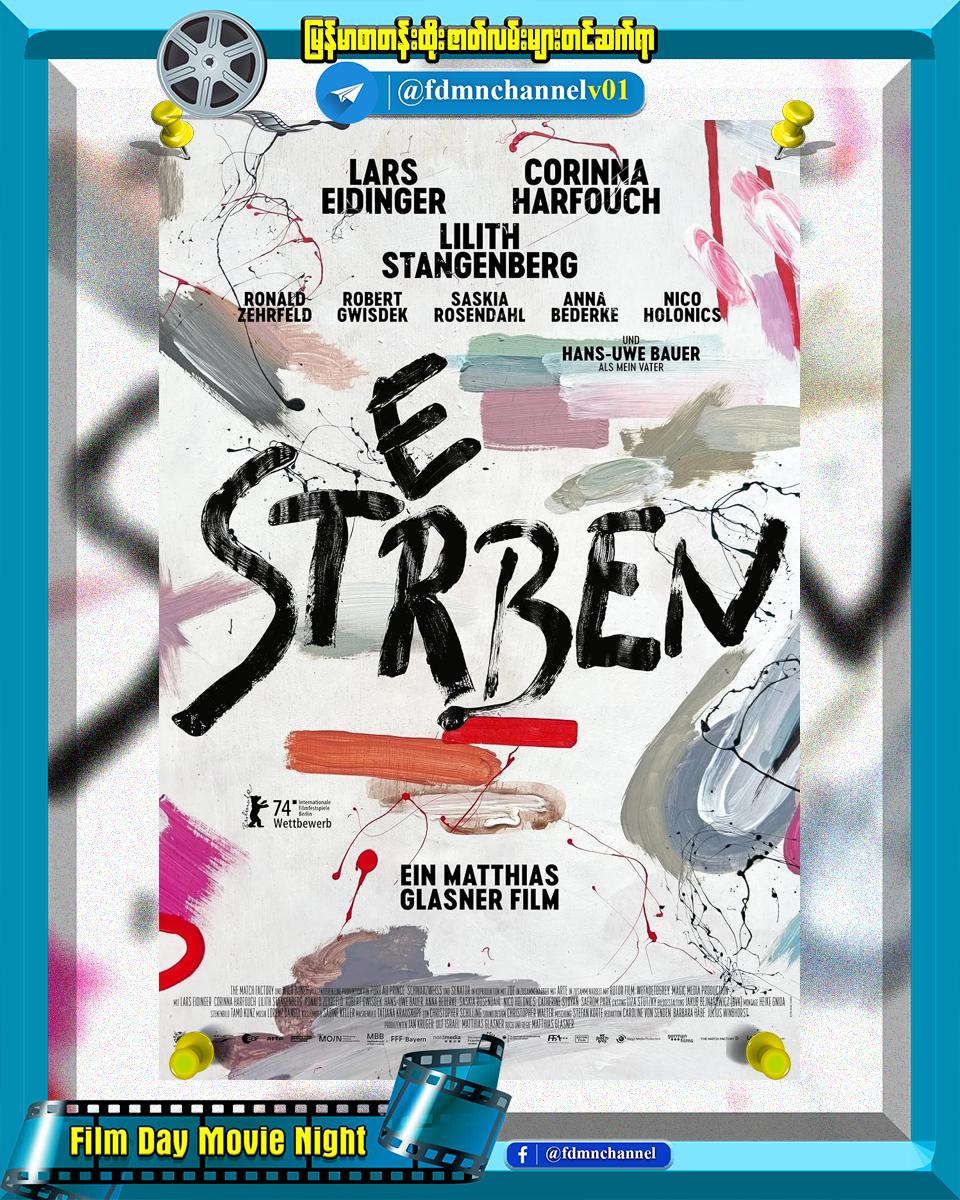 မြန်မာစာတန်းထိုးဇာတ်လမ်းများတင်ဆက်ရာ
@fdmnchannelv01
LARS EIDINGER
CORINNA HARFOUCH
LILITH STANGENBERG
RONALD ZEHRFELD
ROBERT GWISDEK
SASKIA ROSENDAHL
ANNA BEDERKE
NICO HOLONICS
UND
HANS-UWE BAUER
ALS MEIN VATER
STERBEN
74
Internationale
Filmfestspiele
Berlin
Wettbewerb
EIN MATTHIAS
GLASNER FILM
Film Day Movie Night
@fdmnchannel